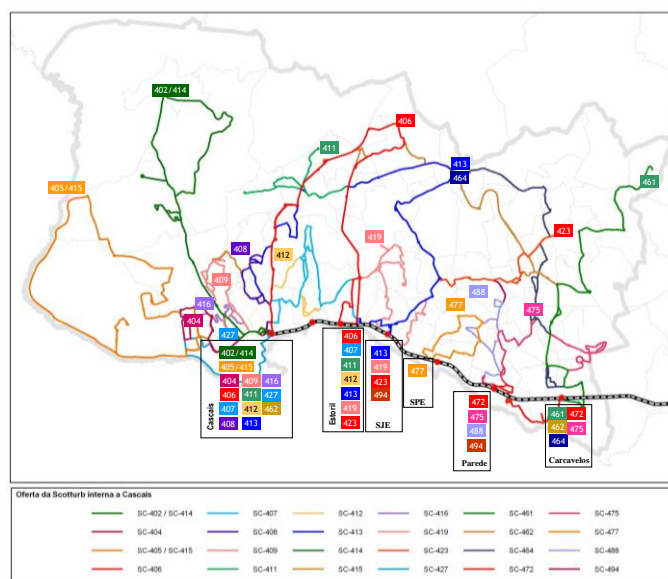 402 / 414
406
411
413
464
461
405 / 415
423
419
408
412
409
488
477
475
416
404
427
Cascais
402 / 414
405 / 415
404 409 416
406 411 427
407 412 462
408 413
Estoril
406
407
411
412
413
419
423
SJE
413
419
423
494
477
SPE
472
475
488
494
Parede
461 472
462 475
464
Carcavelos
Oferta da Scotturb interna a Cascais
SC-402 / SC-414 SC-407 SC-412 SC-416 SC-461 SC-475
SC-404 SC-408 SC-413 SC-419 SC-462 SC-477
SC-405 / SC-415 SC-409 SC-414 SC-423 SC-464 SC-488
SC-406 SC-411 SC-415 SC-427 SC-472 SC-494